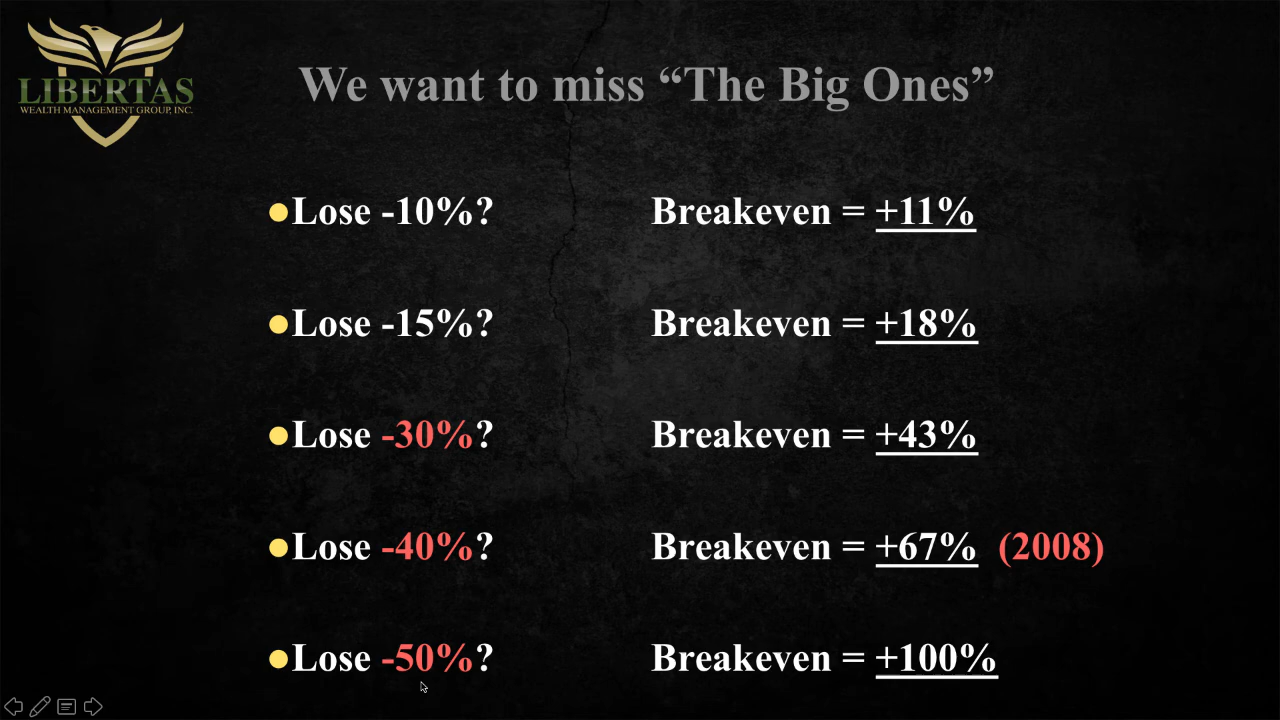 LIBERTAS
WEALTH MANAGEMENT GROUP, INC.
We want to miss “The Big Ones”
●Lose -10%? Breakeven = +11%
●Lose -15%? Breakeven = +18%
●Lose -30%? Breakeven = +43%
●Lose -40%? Breakeven = +67% (2008)
●Lose -50%? Breakeven = +100%